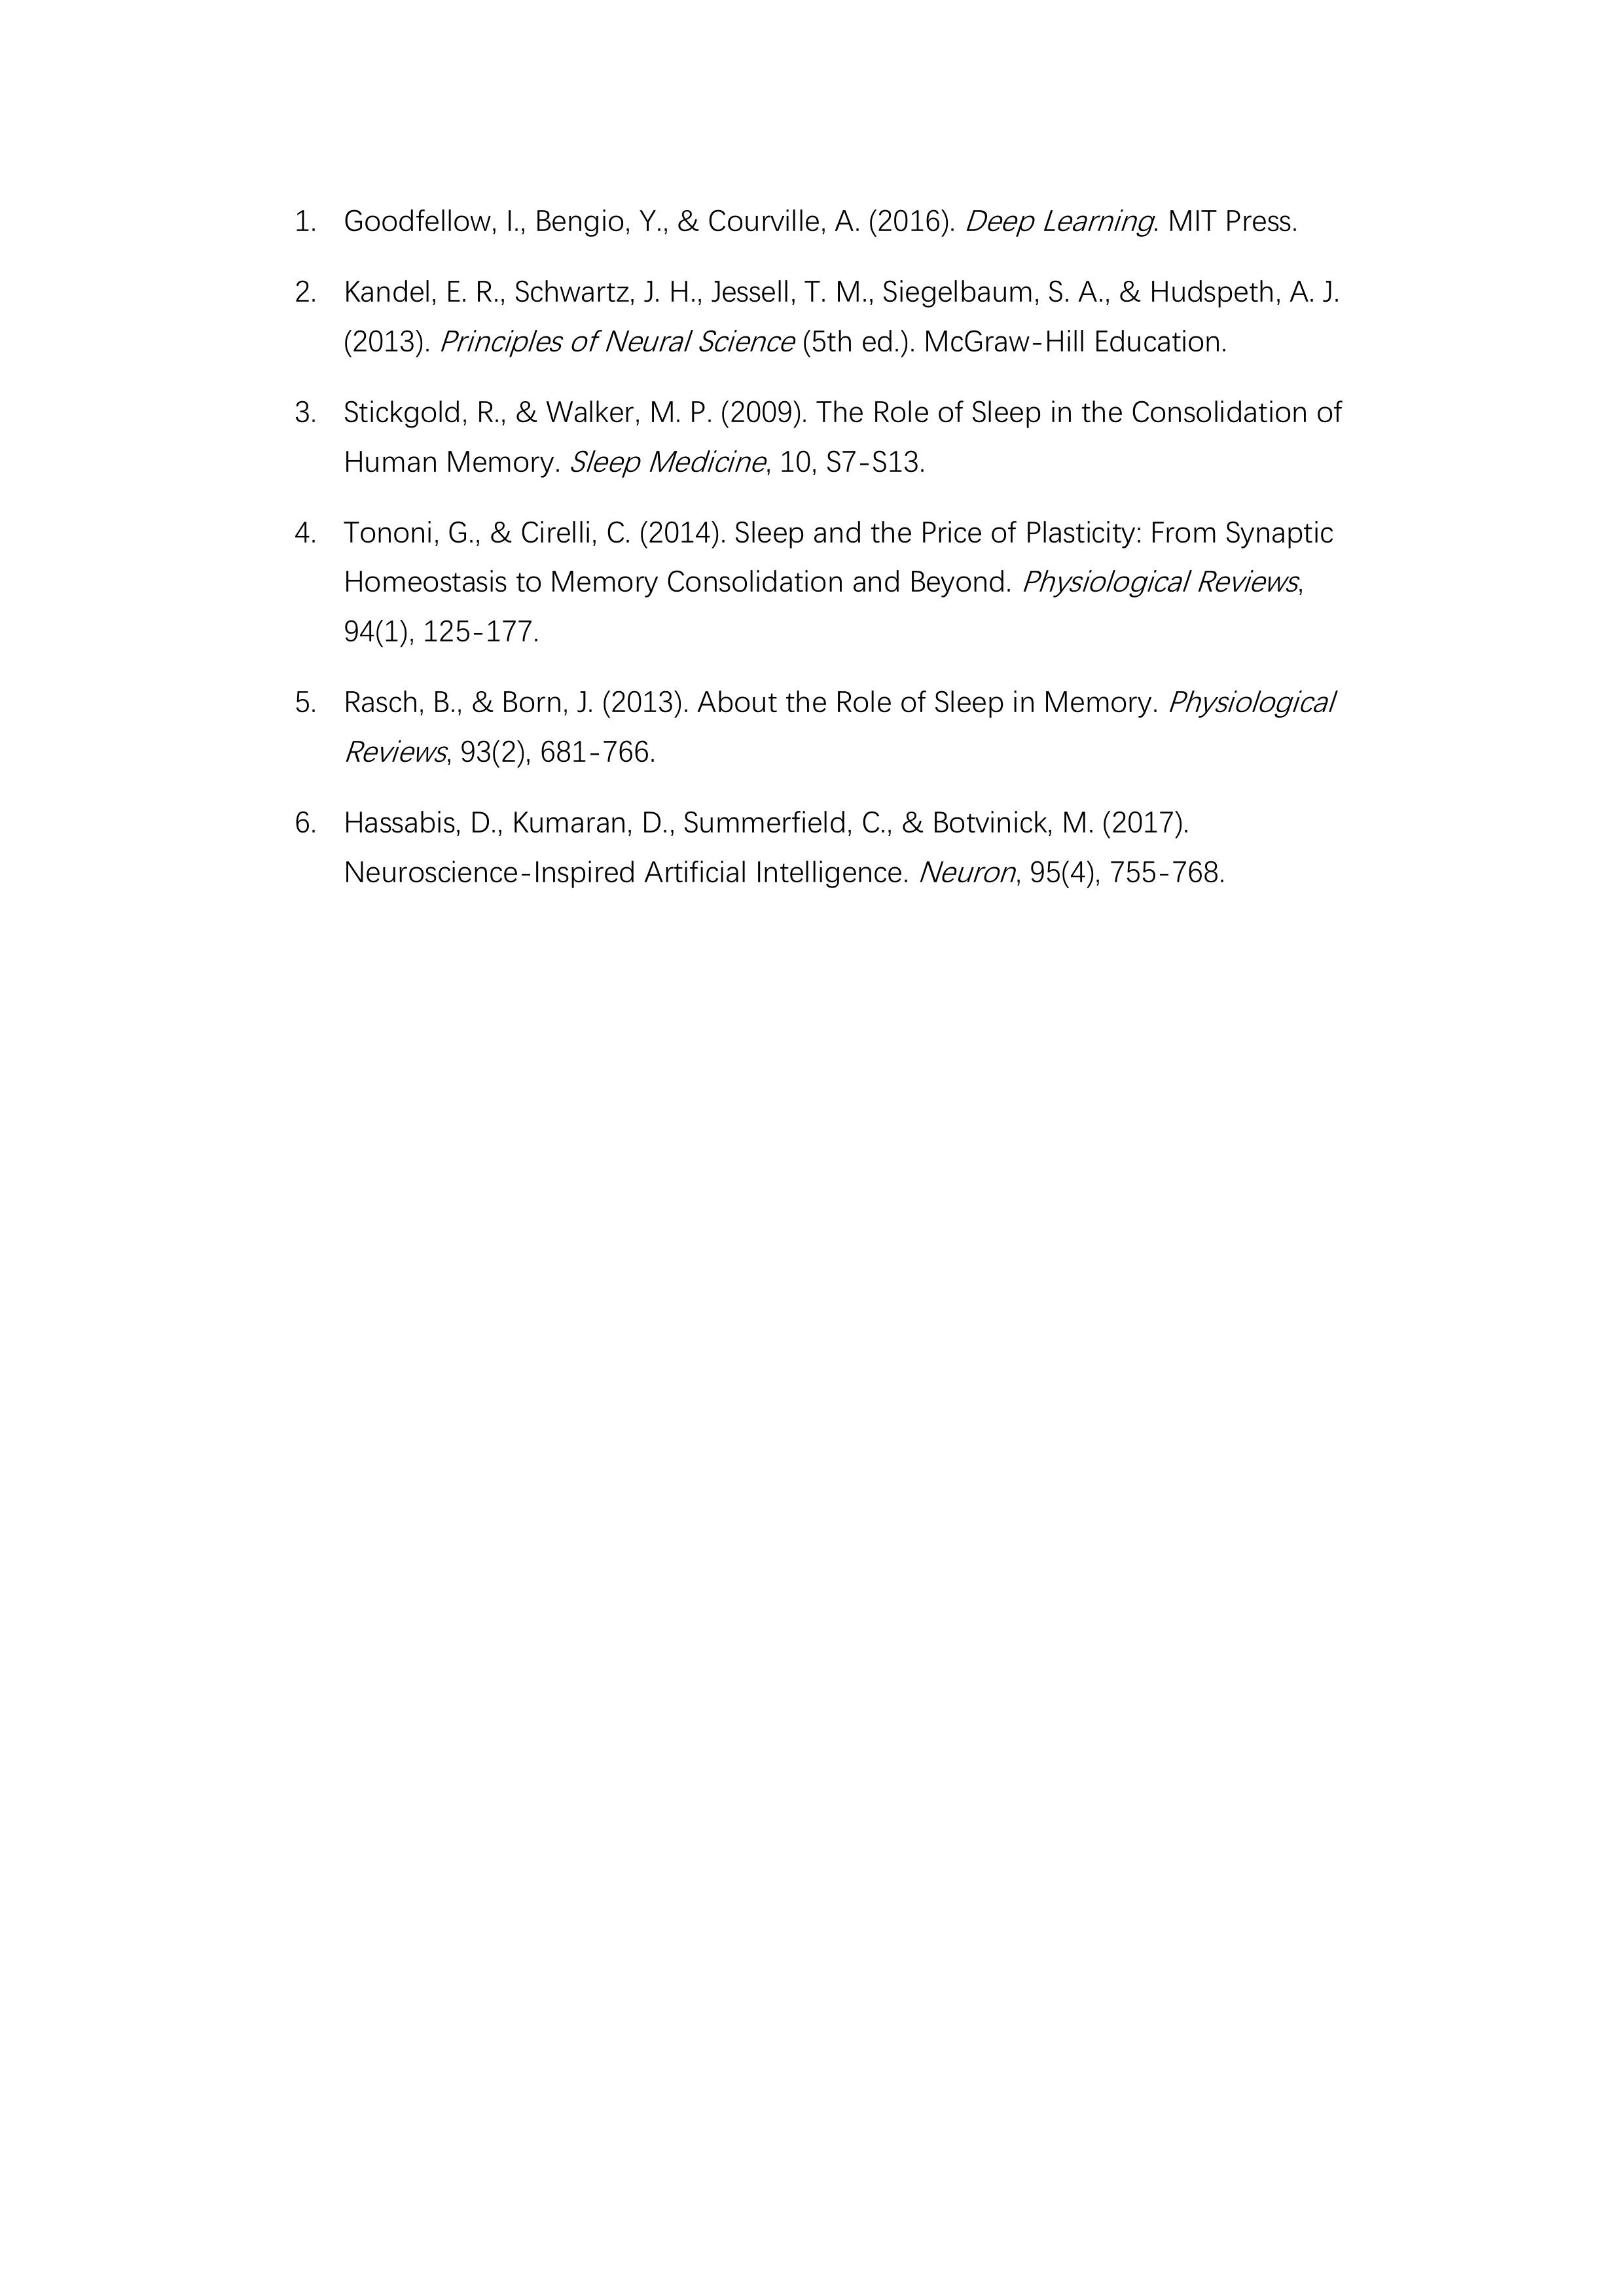 1. Goodfellow, I., Bengio, Y., & Courville, A. (2016). Deep Learning. MIT Press.
2. Kandel, E. R., Schwartz, J. H., Jessell, T. M., Siegelbaum, S. A., & Hudspeth, A. J.
(2013). Principles of Neural Science (5th ed.). McGraw-Hill Education.
3. Stickgold, R., & Walker, M. P. (2009). The Role of Sleep in the Consolidation of
Human Memory. Sleep Medicine, 10, S7-S13.
4. Tononi, G., & Cirelli, C. (2014). Sleep and the Price of Plasticity: From Synaptic
Homeostasis to Memory Consolidation and Beyond. Physiological Reviews,
94(1), 125-177.
5. Rasch, B., & Born, J. (2013). About the Role of Sleep in Memory. Physiological
Reviews, 93(2), 681-766.
6. Hassabis, D., Kumaran, D., Summerfield, C., & Botvinick, M. (2017).
Neuroscience-Inspired Artificial Intelligence. Neuron, 95(4), 755-768.